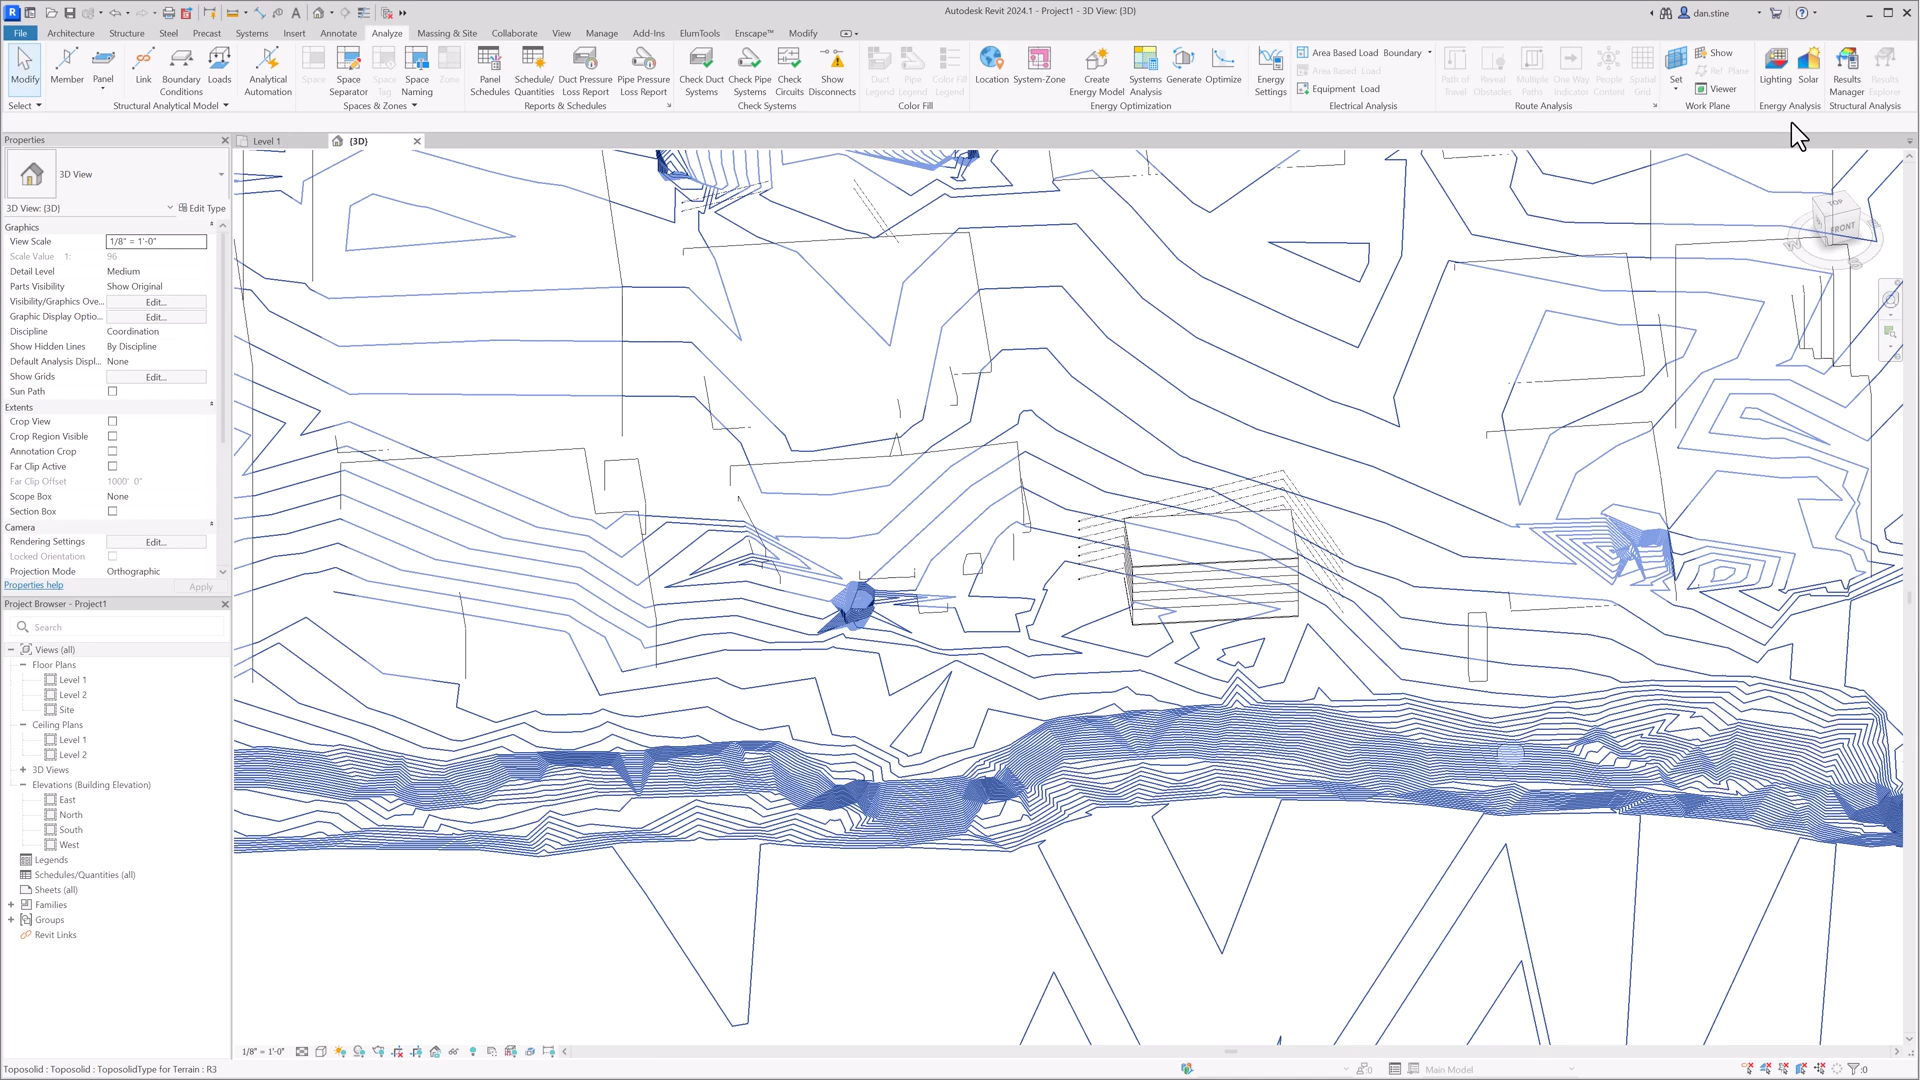 Autodesk Revit 2024.1 - Project1 - 3D View: {3D}
dan.stine
File Architecture Structure Steel Precast Systems Insert Annotate Analyze Massing & Site Collaborate View Manage Add-Ins ElumTools Enscape™ Modify
Modify
Member
Panel
Link
Boundary
Conditions
Loads
Analytical
Automation
Space
Space
Separator
Space
Tag
Space
Naming
Zone
Panel
Schedules
Schedule/
Quantities
Duct Pressure
Loss Report
Pipe Pressure
Loss Report
Check Duct
Systems
Check Pipe
Systems
Check
Circuits
Show
Disconnects
Duct
Legend
Pipe
Legend
Color Fill
Legend
Location
System-Zone
Create
Energy Model
Systems
Analysis
Generate
Optimize
Energy
Settings
Area Based Load Boundary
Area Based Load
Equipment Load
Path of
Travel
Reveal
Obstacles
Multiple
Paths
One Way
Indicator
People
Content
Spatial
Grid
Set
Show
Ref Plane
Viewer
Lighting
Solar
Results
Manager
Results
Explorer
Select
Structural Analytical Model
Spaces & Zones
Reports & Schedules
Check Systems
Color Fill
Energy Optimization
Electrical Analysis
Route Analysis
Work Plane
Energy Analysis
Structural Analysis
Properties
Level 1
{3D}
3D View
3D View: {3D}
Edit Type
Graphics
View Scale 1/8" = 1'-0"
Scale Value 1: 96
Detail Level Medium
Parts Visibility Show Original
Visibility/Graphics Ove... Edit...
Graphic Display Optio... Edit...
Discipline Coordination
Show Hidden Lines By Discipline
Default Analysis Displ... None
Show Grids Edit...
Sun Path
Extents
Crop View
Crop Region Visible
Annotation Crop
Far Clip Active
Far Clip Offset 1000' 0"
Scope Box None
Section Box
Camera
Rendering Settings Edit...
Locked Orientation
Projection Mode Orthographic
Properties help
Apply
Project Browser - Project1
Search
Views (all)
Floor Plans
Level 1
Level 2
Site
Ceiling Plans
Level 1
Level 2
3D Views
Elevations (Building Elevation)
East
North
South
West
Legends
Schedules/Quantities (all)
Sheets (all)
Families
Groups
Revit Links
TOP
FRONT
W
S
1/8" = 1'-0"
Toposolid : Toposolid : ToposolidType for Terrain : R3
:0
Main Model
:0